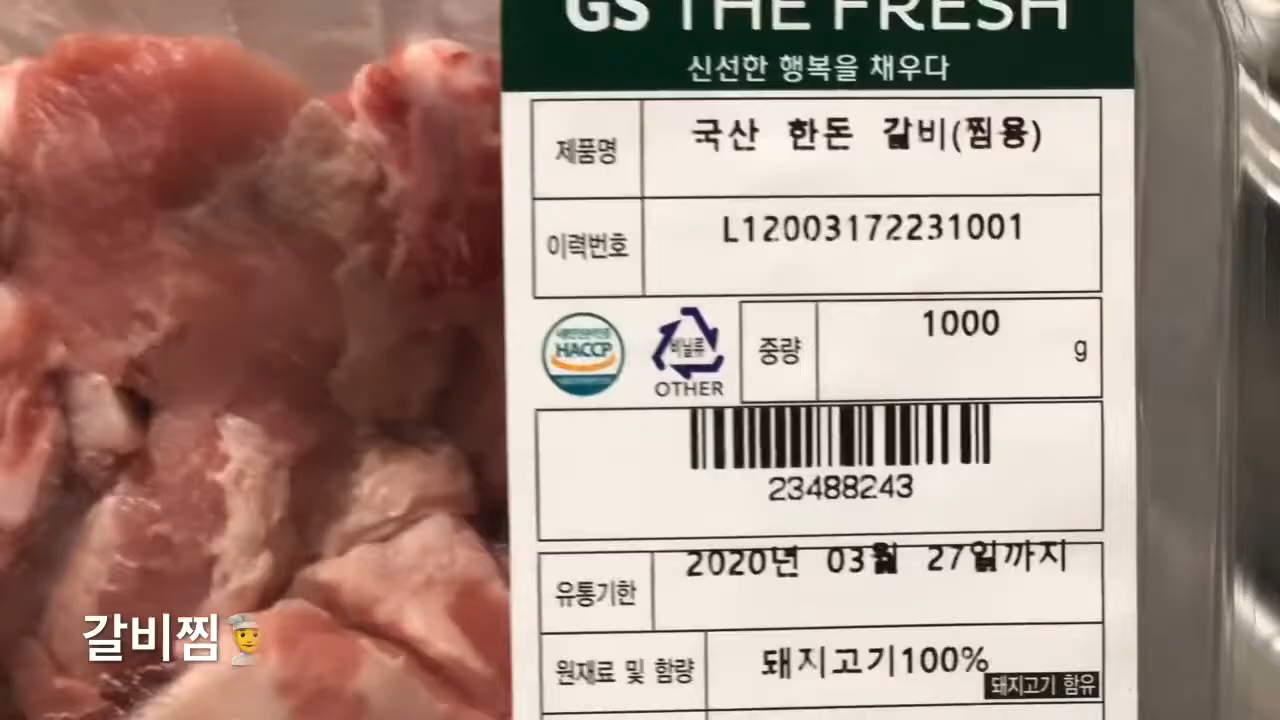 GS THE FRESH
신선한 행복을 채우다
제품명
국산 한돈 갈비(찜용)
이력번호
L12003172231001
HACCP
비닐류
OTHER
중량
1000
g
23488243
유통기한
2020년 03월 27일까지
원재료 및 함량
돼지고기100%
돼지고기 함유
갈비찜